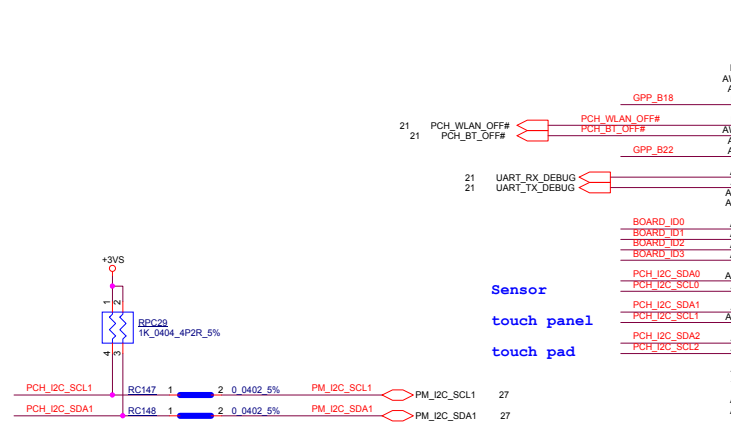 GPP_B18
21 PCH_WLAN_OFF# PCH_WLAN_OFF#
21 PCH_BT_OFF# PCH_BT_OFF#
GPP_B22
21 UART_RX_DEBUG
21 UART_TX_DEBUG
BOARD_ID0
BOARD_ID1
BOARD_ID2
BOARD_ID3
+3VS
PCH_I2C_SDA0
Sensor PCH_I2C_SCL0
PCH_I2C_SDA1
touch panel PCH_I2C_SCL1
PCH_I2C_SDA2
touch pad PCH_I2C_SCL2
1 2
RPC29
1K_0404_4P2R_5%
4 3
PCH_I2C_SCL1 RC147 1 2 0_0402_5% PM_I2C_SCL1 PM_I2C_SCL1 27
PCH_I2C_SDA1 RC148 1 2 0_0402_5% PM_I2C_SDA1 PM_I2C_SDA1 27